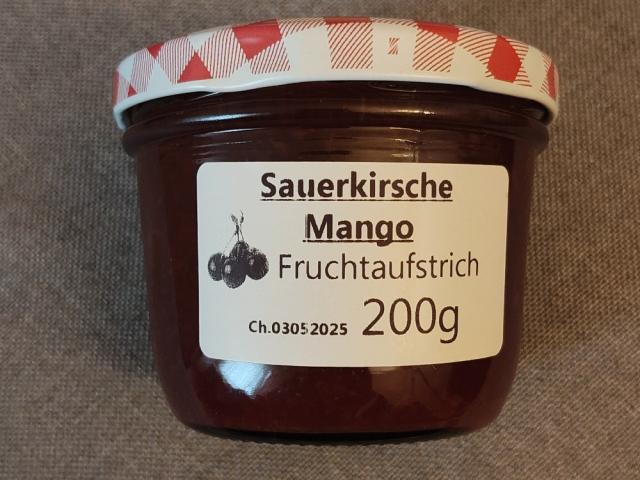 Sauerkirsche
Mango
Fruchtaufstrich
Ch.03052025 200g